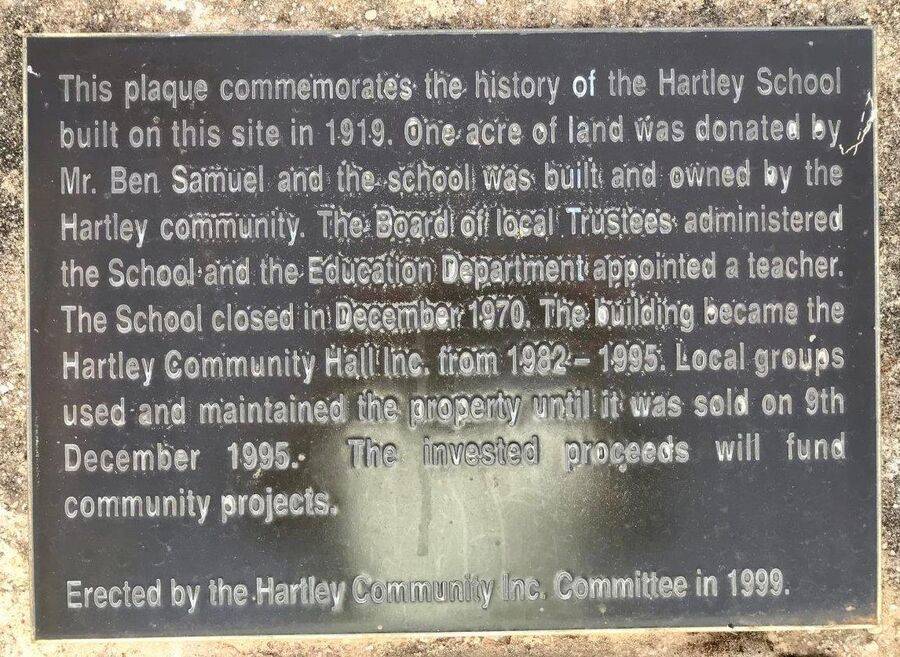 This plaque commemorates the history of the Hartley School
built on this site in 1919. One acre of land was donated by
Mr. Ben Samuel and the school was built and owned by the
Hartley community. The Board of local Trustees administered
the School and the Education Department appointed a teacher.
The School closed in December 1970. The building became the
Hartley Community Hall Inc. from 1982 – 1995. Local groups
used and maintained the property until it was sold on 9th
December 1995. The invested proceeds will fund
community projects.
Erected by the Hartley Community Inc. Committee in 1999.